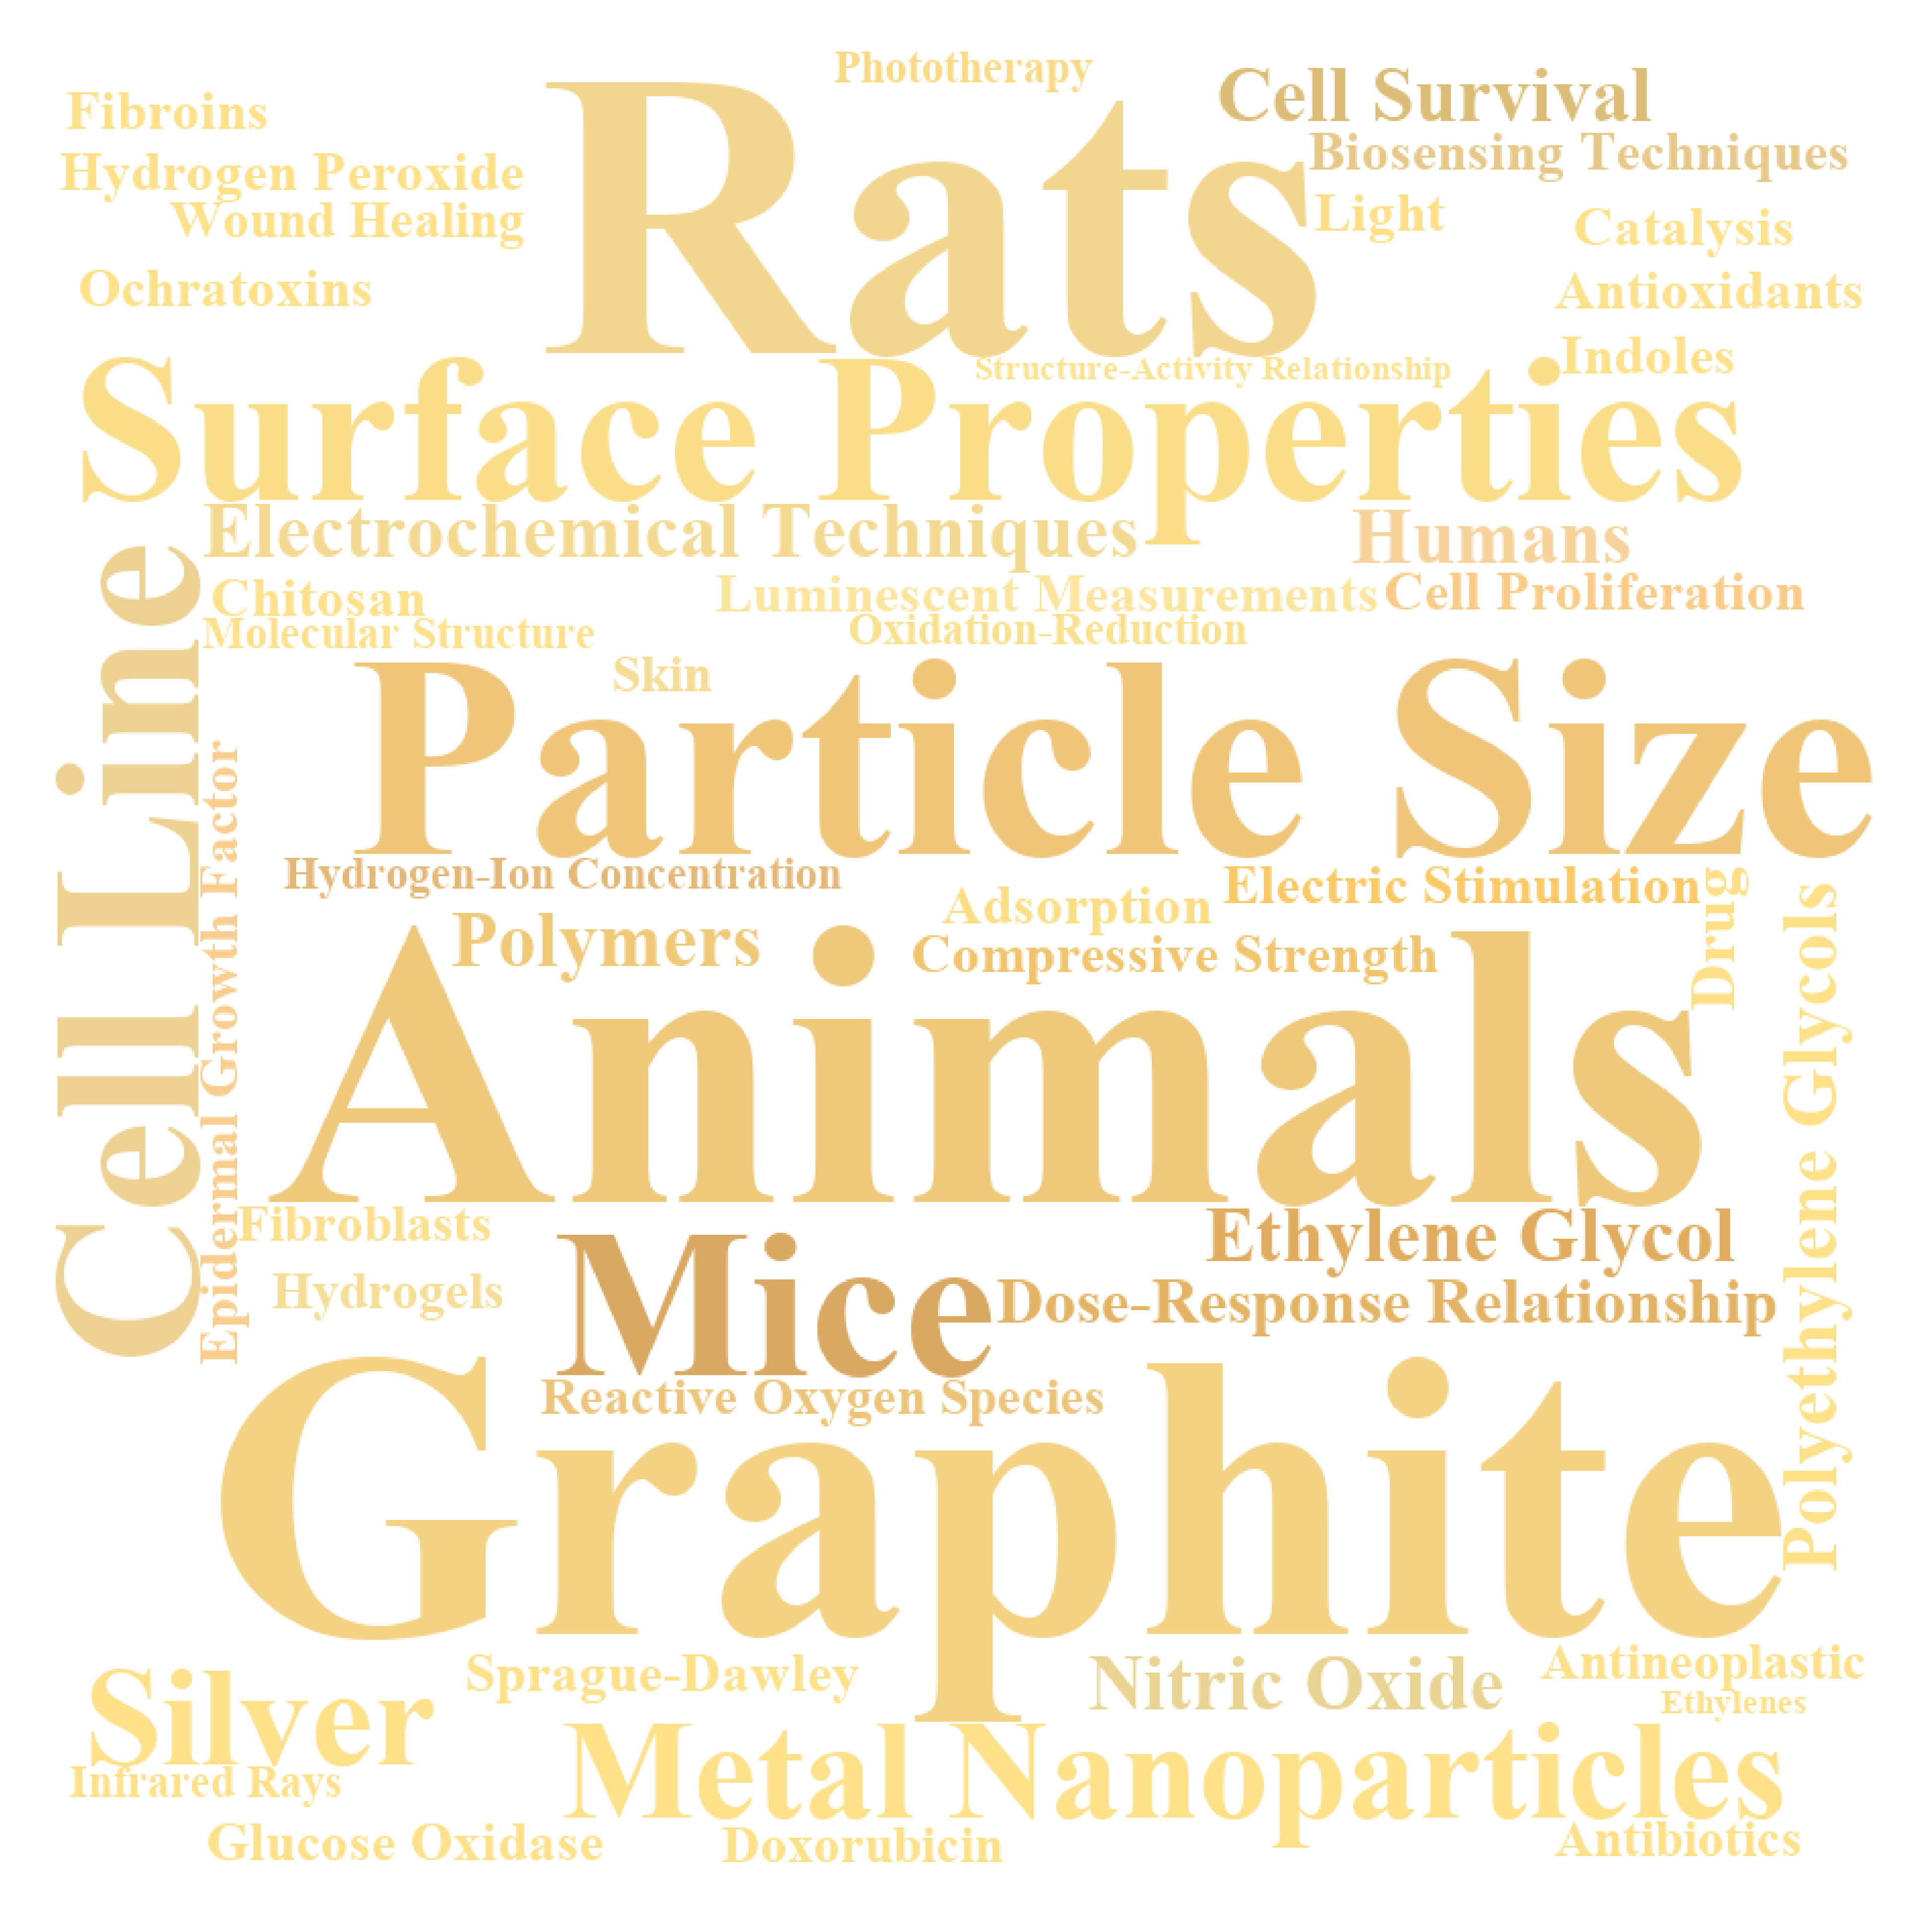 Phototherapy
Rats
Cell Survival
Fibroins
Biosensing Techniques
Hydrogen Peroxide
Light
Catalysis
Wound Healing
Ochratoxins
Antioxidants
Indoles
Structure-Activity Relationship
Surface Properties
Electrochemical Techniques
Humans
Chitosan
Luminescent Measurements
Cell Proliferation
Molecular Structure
Oxidation-Reduction
Skin
Cell Line
Particle Size
Epidermal Growth Factor
Hydrogen-Ion Concentration
Electric Stimulation
Drug
Adsorption
Polymers
Compressive Strength
Polyethylene Glycols
Animals
Fibroblasts
Ethylene Glycol
Hydrogels
Mice
Dose-Response Relationship
Reactive Oxygen Species
Graphite
Sprague-Dawley
Nitric Oxide
Antineoplastic
Ethylenes
Silver
Metal Nanoparticles
Infrared Rays
Glucose Oxidase
Doxorubicin
Antibiotics